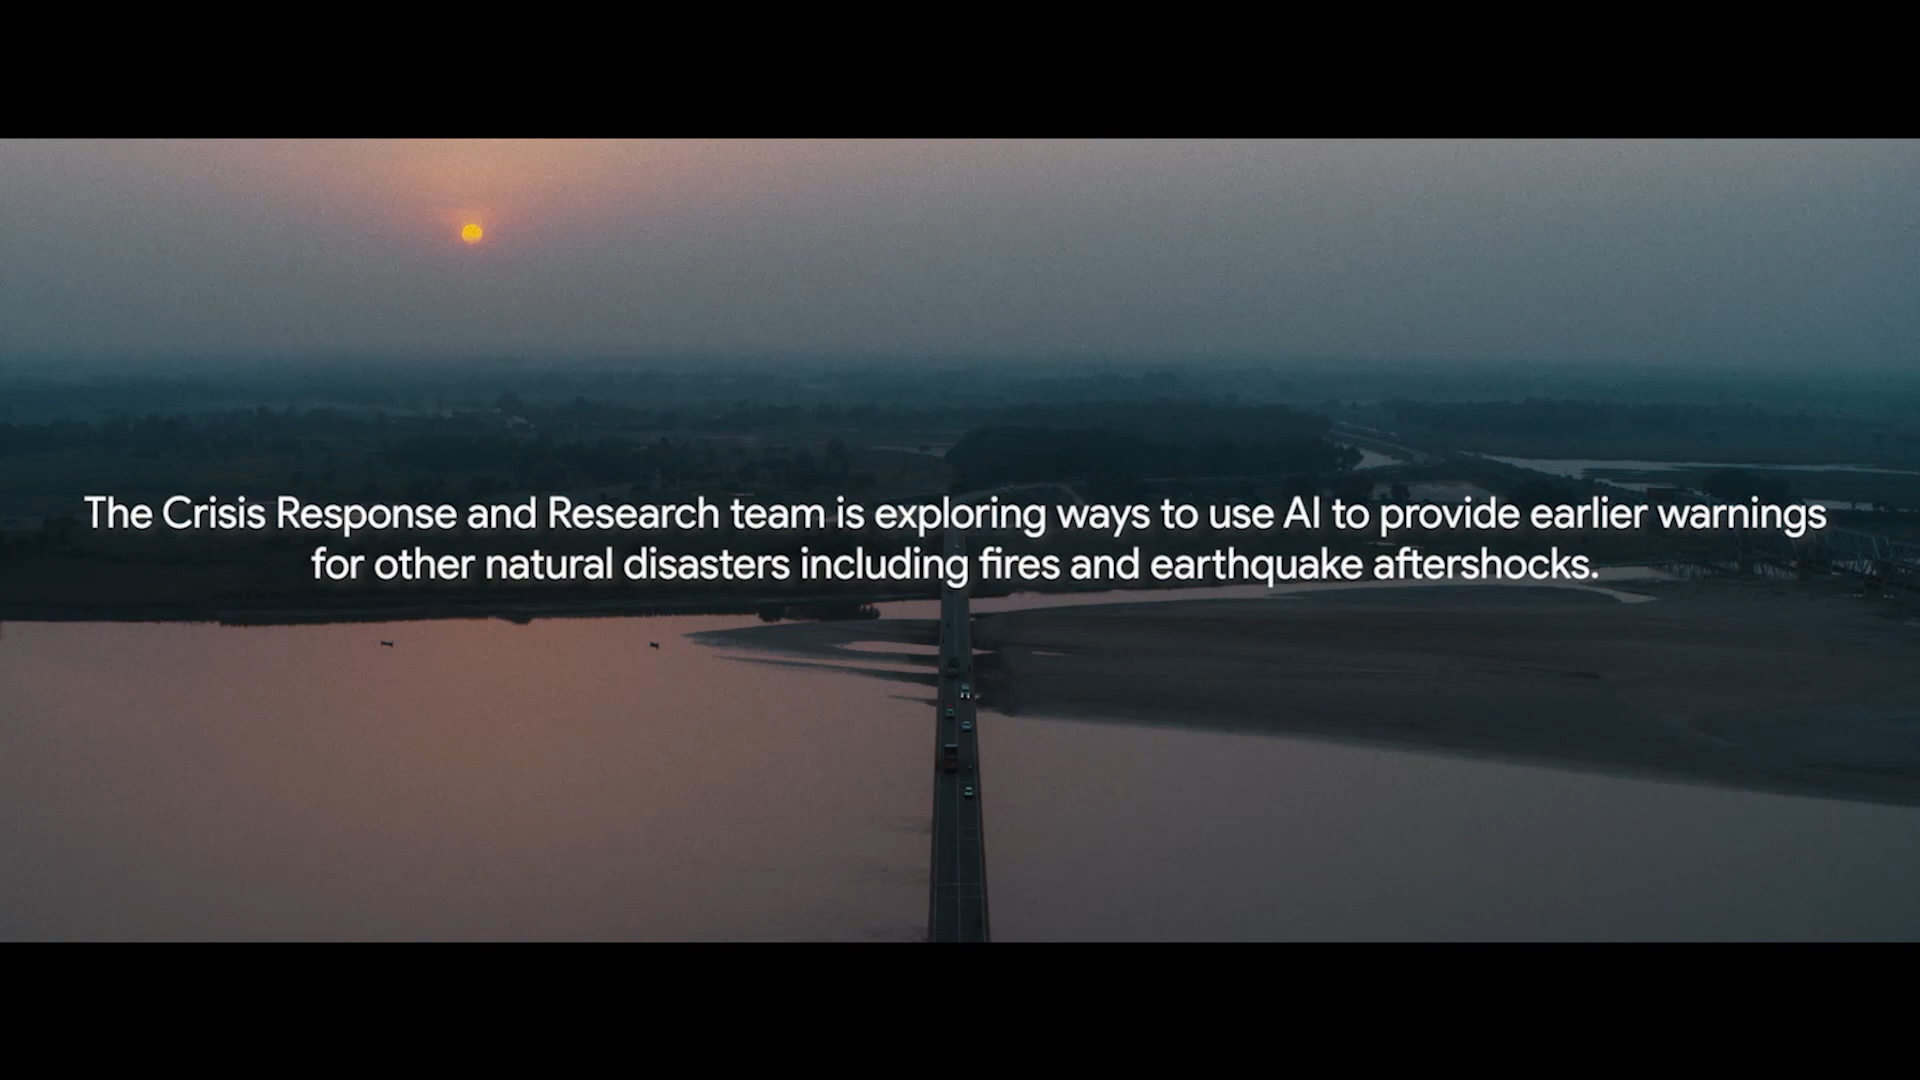 The Crisis Response and Research team is exploring ways to use AI to provide earlier warnings
for other natural disasters including fires and earthquake aftershocks.